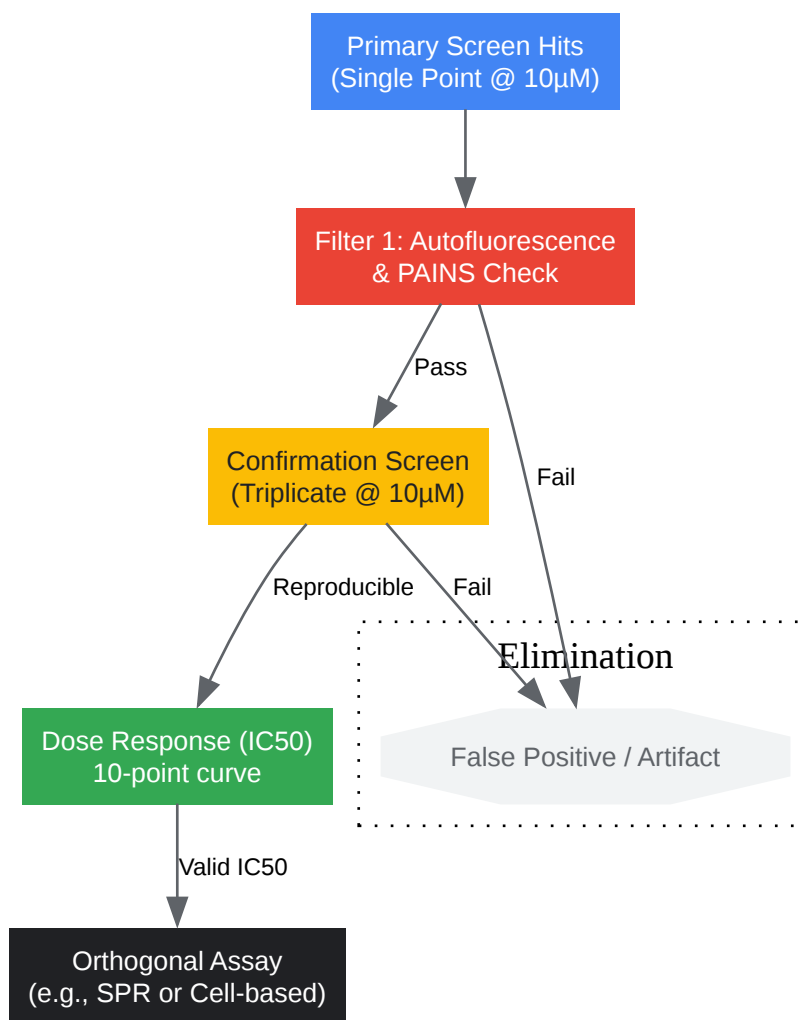 Primary Screen Hits
(Single Point @ 10µM)
Filter 1: Autofluorescence
& PAINS Check
Pass
Confirmation Screen
(Triplicate @ 10µM)
Fail
Reproducible
Fail
Elimination
Dose Response (IC50)
10-point curve
False Positive / Artifact
Valid IC50
Orthogonal Assay
(e.g., SPR or Cell-based)